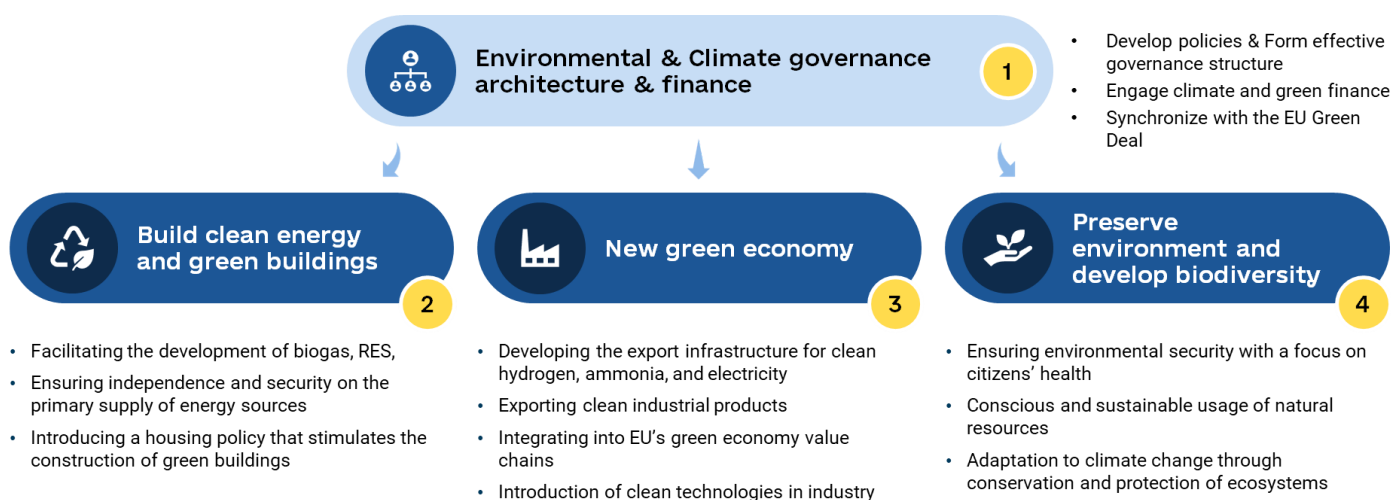 Environmental & Climate governance
architecture & finance
1
• Develop policies & Form effective
governance structure
• Engage climate and green finance
• Synchronize with the EU Green
Deal
Build clean energy
and green buildings
2
• Facilitating the development of biogas, RES,
• Ensuring independence and security on the
primary supply of energy sources
• Introducing a housing policy that stimulates the
construction of green buildings
New green economy
3
• Developing the export infrastructure for clean
hydrogen, ammonia, and electricity
• Exporting clean industrial products
• Integrating into EU’s green economy value
chains
• Introduction of clean technologies in industry
Preserve
environment and
develop biodiversity
4
• Ensuring environmental security with a focus on
citizens’ health
• Conscious and sustainable usage of natural
resources
• Adaptation to climate change through
conservation and protection of ecosystems